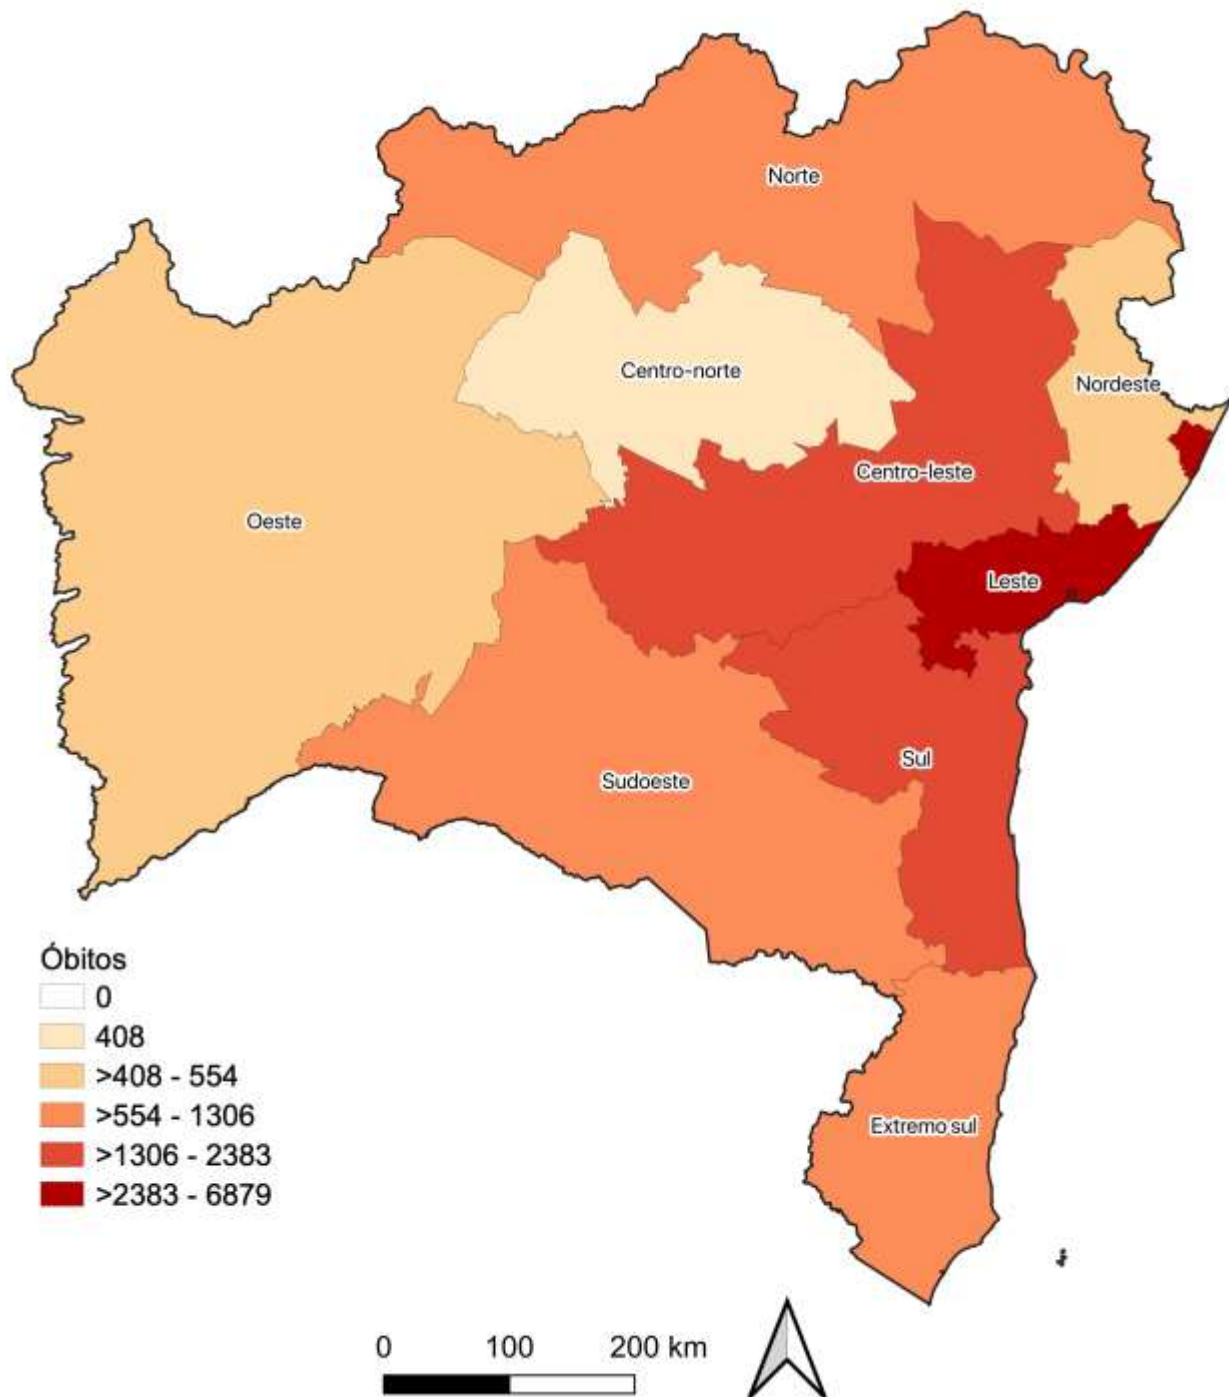 Norte
Centro-norte
Nordeste
Centro-leste
Oeste
Leste
Sul
Sudoeste
Óbitos
0
408
>408 - 554
>554 - 1306
>1306 - 2383
>2383 - 6879
Extremo sul
0 100 200 km